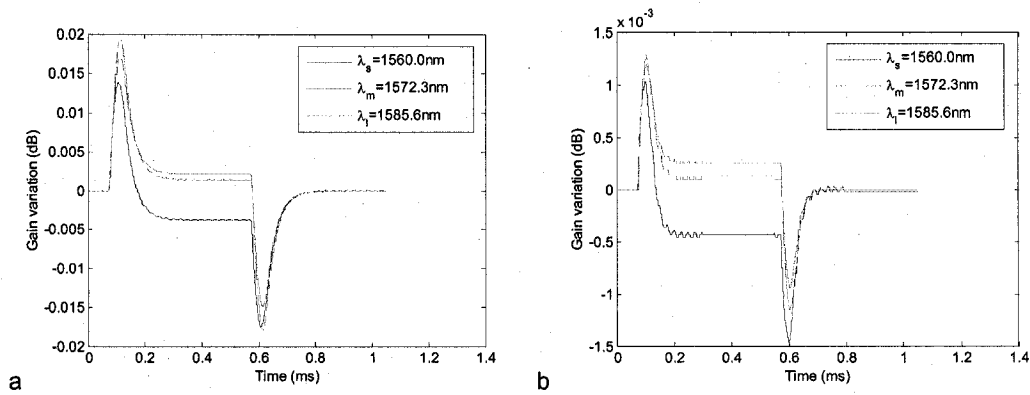 0.02
0.015
0.01
0.005
0
-0.005
-0.01
-0.015
-0.02
Gain variation (dB)
0
0.2
0.4
0.6
0.8
1
1.2
1.4
Time (ms)
λs=1560.0nm
λm=1572.3nm
λl=1585.6nm
a
x 10-3
1.5
1
0.5
0
-0.5
-1
-1.5
Gain variation (dB)
0
0.2
0.4
0.6
0.8
1
1.2
1.4
Time (ms)
λs=1560.0nm
λm=1572.3nm
λl=1585.6nm
b